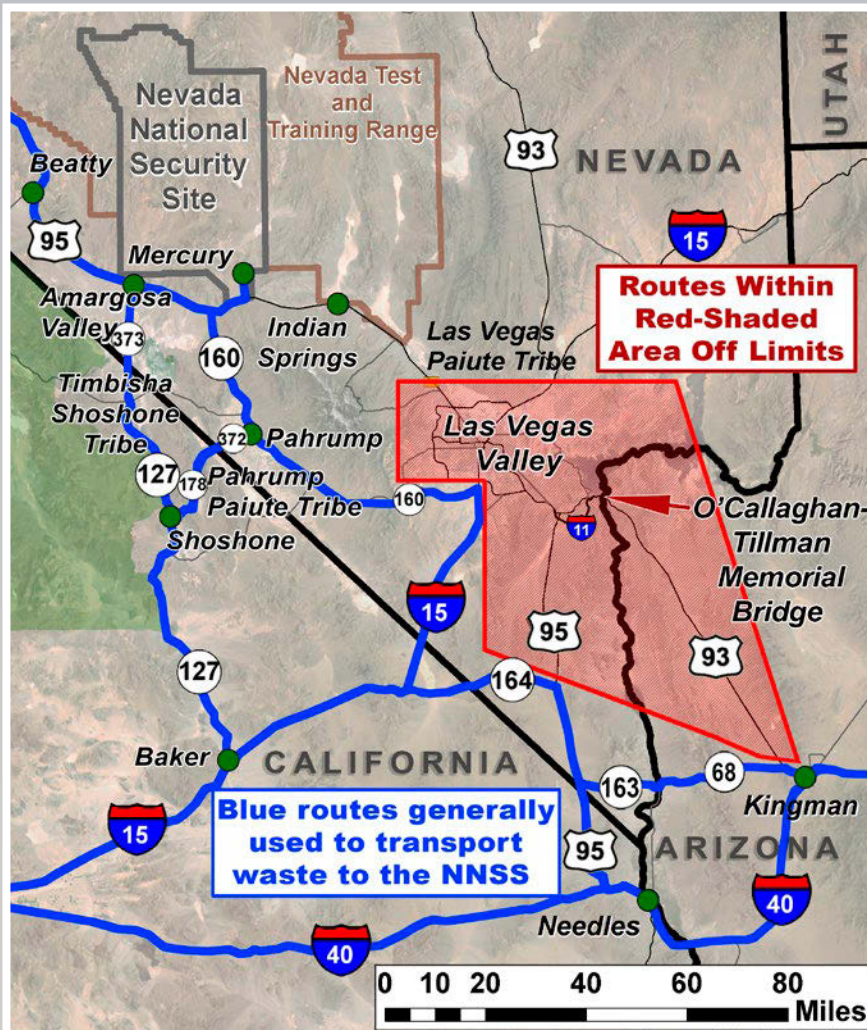 Nevada
National
Security
Site
Nevada Test
and
Training Range
93
NEVADA
UTAH
15
Beatty
95
Mercury
Routes Within
Red-Shaded
Area Off Limits
Amargosa
Valley
373
160
Indian
Springs
Las Vegas
Paiute Tribe
Timbisha
Shoshone
Tribe
372
Pahrump
Las Vegas
Valley
127
178
Pahrump
Paiute Tribe
160
Shoshone
11
O'Callaghan-
Tillman
Memorial
Bridge
15
95
93
127
164
Baker
CALIFORNIA
163
68
Kingman
15
Blue routes generally
used to transport
waste to the NNSS
95
ARIZONA
Needles
40
40
0 5 10 20 40 60 80
Miles